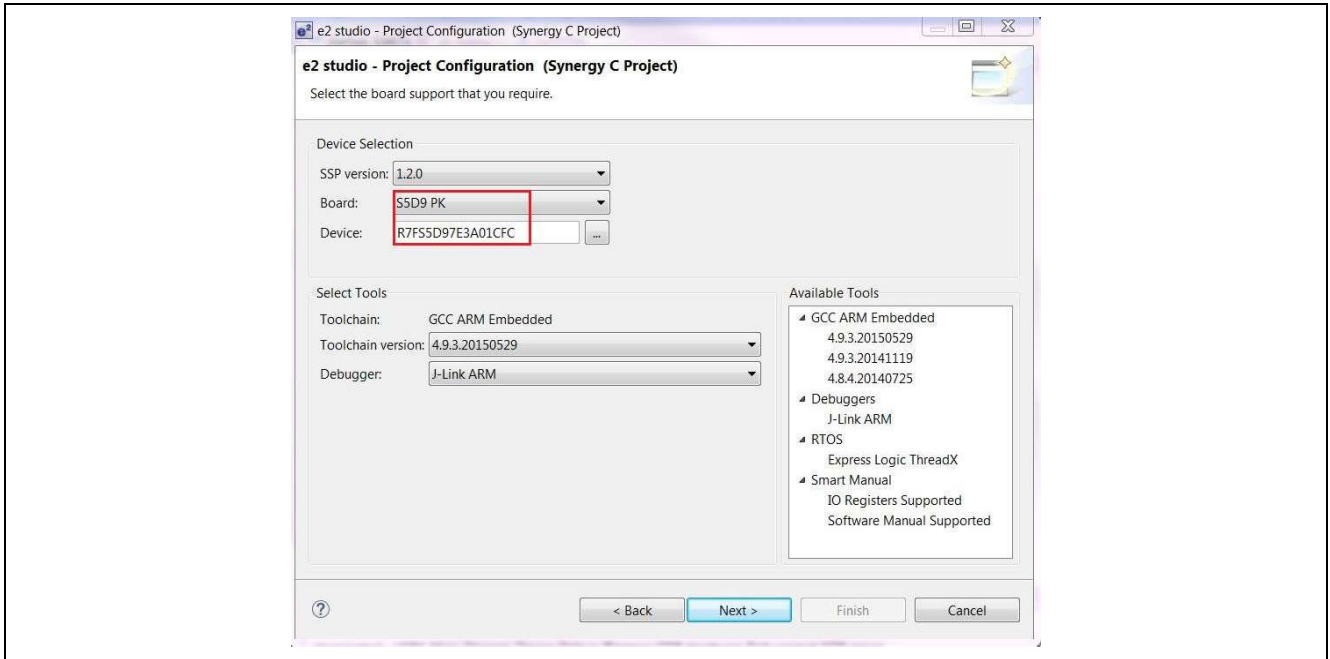 e² e2 studio - Project Configuration (Synergy C Project)
e2 studio - Project Configuration (Synergy C Project)
Select the board support that you require.
Device Selection
SSP version: 1.2.0
Board: S5D9 PK
Device: R7FS5D97E3A01CFC ...
Select Tools
Toolchain: GCC ARM Embedded
Toolchain version: 4.9.3.20150529
Debugger: J-Link ARM
Available Tools
GCC ARM Embedded
4.9.3.20150529
4.9.3.20141119
4.8.4.20140725
Debuggers
J-Link ARM
RTOS
Express Logic ThreadX
Smart Manual
IO Registers Supported
Software Manual Supported
? < Back Next > Finish Cancel